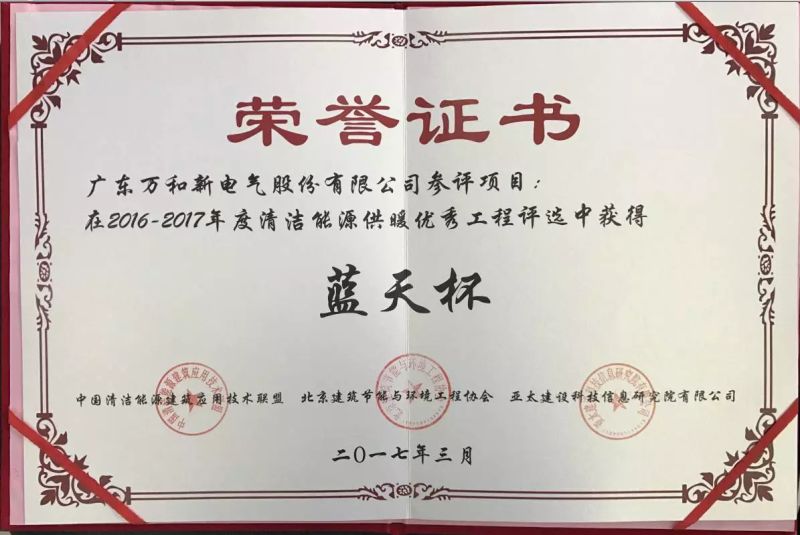 荣誉证书
广东万和新电气股份有限公司参评项目：
在2016-2017年度清洁能源供暖优秀工程评选中获得
蓝天杯
中国清洁能源建筑应用技术联盟 北京建筑节能与环境工程协会 亚太建设科技信息研究院有限公司
二〇一七年三月